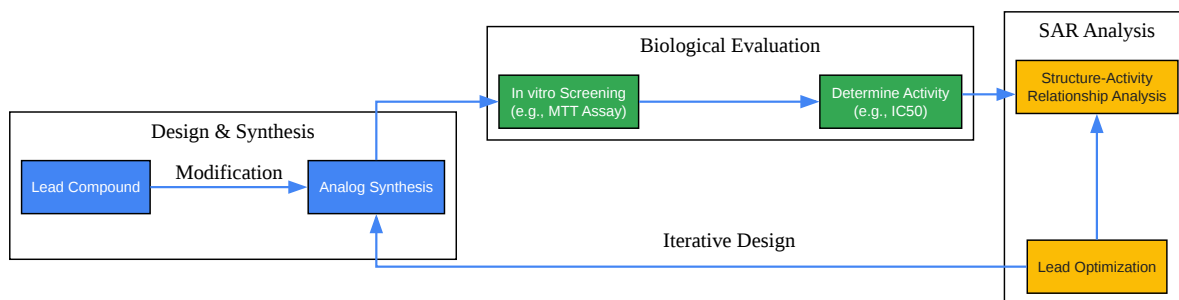 SAR Analysis
Biological Evaluation
Structure-Activity
Relationship Analysis
In vitro Screening
(e.g., MTT Assay)
Determine Activity
(e.g., IC50)
Design & Synthesis
Modification
Lead Compound
Analog Synthesis
Iterative Design
Lead Optimization